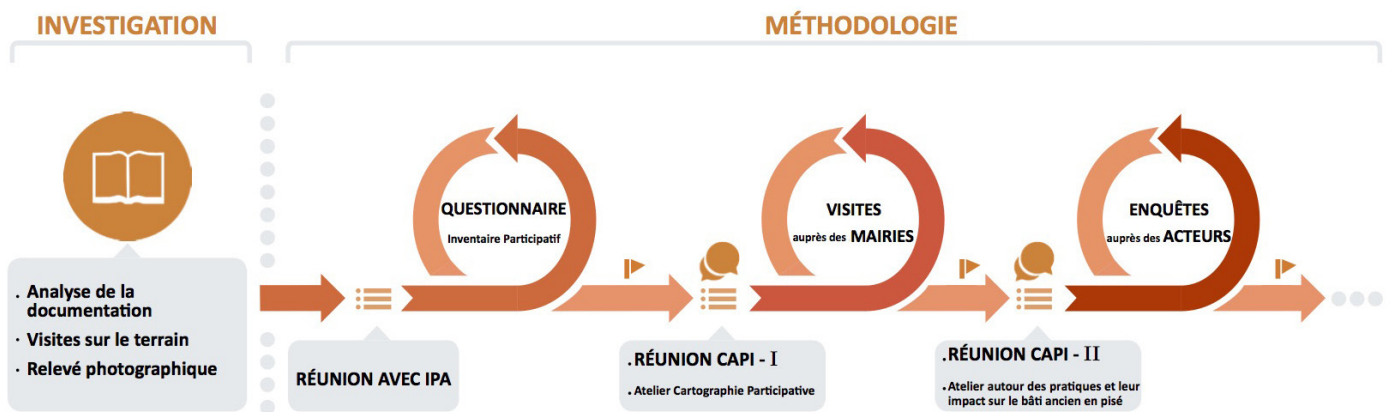 INVESTIGATION
MÉTHODOLOGIE
. Analyse de la
documentation
· Visites sur le terrain
· Relevé photographique
RÉUNION AVEC IPA
QUESTIONNAIRE
Inventaire Participatif
.RÉUNION CAPI - I
. Atelier Cartographie Participative
VISITES
auprès des MAIRIES
.RÉUNION CAPI - II
. Atelier autour des pratiques et leur
impact sur le bâti ancien en pisé
ENQUÊTES
auprès des ACTEURS